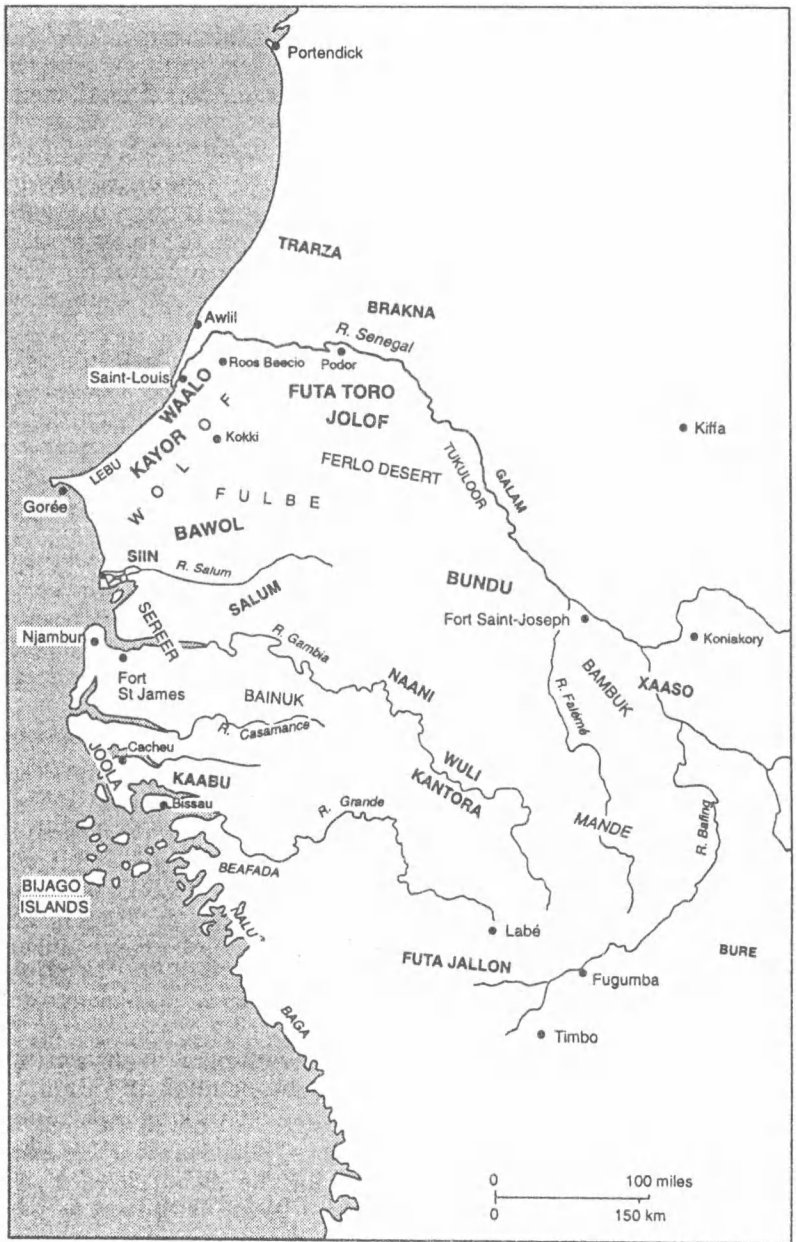 Portendick
TRARZA
BRAKNA
Awlil
R. Senegal
Roos Beecio
Podor
Saint-Louis
WAALO
FUTA TORO
JOLOF
KAYOR
WOLOF
Kokki
Kiffa
LEBU
FERLO DESERT
TUKULOOR
GALAM
Gorée
FULBE
BAWOL
SIIN
R. Salum
SALUM
BUNDU
SEREER
Fort Saint-Joseph
Njambur
R. Gambia
Koniakory
Fort
St James
BAINUK
NAANI
BAMBUK
XAASO
R. Falémé
R. Casamance
Cacheu
JOOLA
KAABU
WULI
KANTORA
Bissau
R. Grande
MANDE
R. Bafing
BEAFADA
BIJAGO
ISLANDS
NALU
Labé
BURE
FUTA JALLON
Fugumba
BAGA
Timbo
0 100 miles
0 150 km